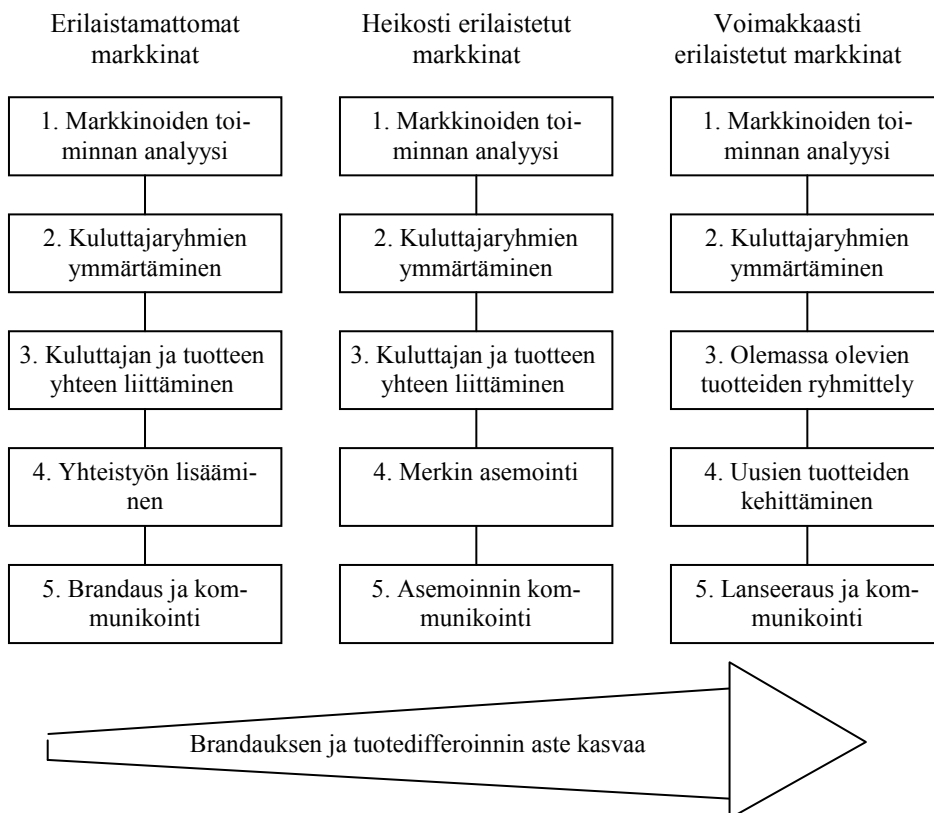 Erilaistamattomat
markkinat
Heikosti erilaistetut
markkinat
Voimakkaasti
erilaistetut markkinat
1. Markkinoiden toi-
minnan analyysi
2. Kuluttajaryhmien
ymmärtäminen
3. Kuluttajan ja tuotteen
yhteen liittäminen
4. Yhteistyön lisäämi-
nen
5. Brandaus ja kom-
munikointi
1. Markkinoiden toi-
minnan analyysi
2. Kuluttajaryhmien
ymmärtäminen
3. Kuluttajan ja tuotteen
yhteen liittäminen
4. Merkin asemointi
5. Asemoinnin kom-
munikointi
1. Markkinoiden toi-
minnan analyysi
2. Kuluttajaryhmien
ymmärtäminen
3. Olemassa olevien
tuotteiden ryhmittely
4. Uusien tuotteiden
kehittäminen
5. Lanseeraus ja kom-
munikointi
Brandauksen ja tuotedifferoinnin aste kasvaa